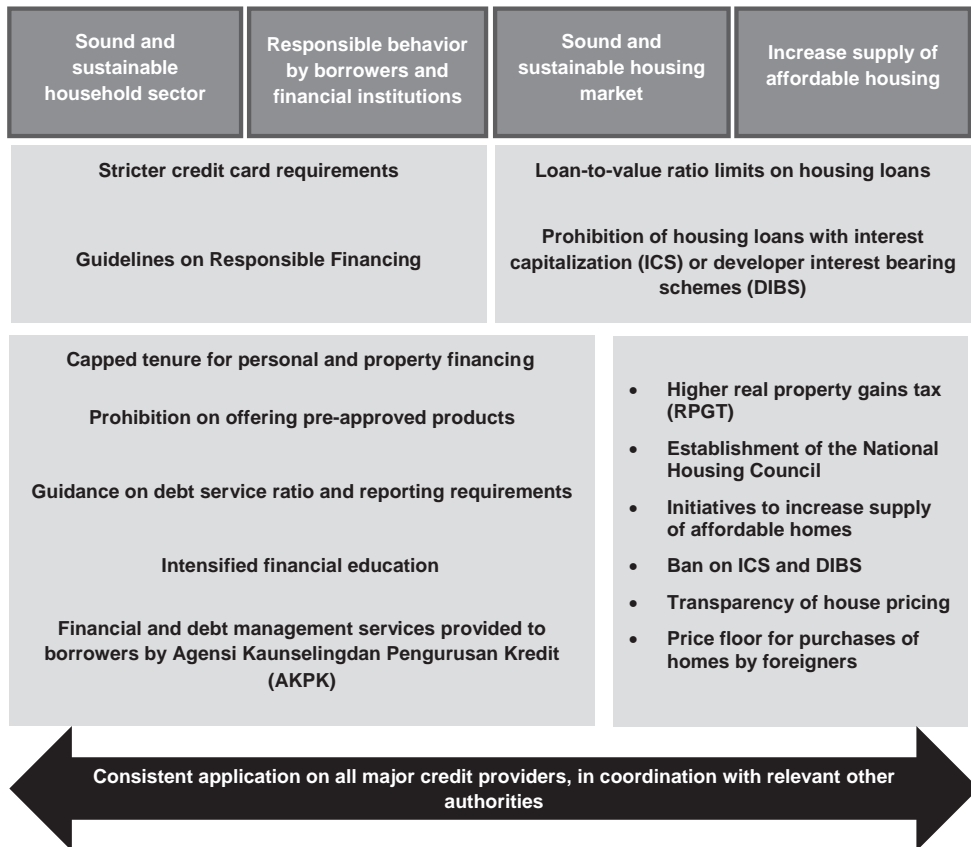 Sound and
sustainable
household sector
Responsible behavior
by borrowers and
financial institutions
Sound and
sustainable housing
market
Increase supply of
affordable housing
Stricter credit card requirements
Guidelines on Responsible Financing
Loan-to-value ratio limits on housing loans
Prohibition of housing loans with interest
capitalization (ICS) or developer interest bearing
schemes (DIBS)
Capped tenure for personal and property financing
Prohibition on offering pre-approved products
Guidance on debt service ratio and reporting requirements
Intensified financial education
Financial and debt management services provided to
borrowers by Agensi Kaunselingdan Pengurusan Kredit
(AKPK)
• Higher real property gains tax
(RPGT)
• Establishment of the National
Housing Council
• Initiatives to increase supply
of affordable homes
• Ban on ICS and DIBS
• Transparency of house pricing
• Price floor for purchases of
homes by foreigners
Consistent application on all major credit providers, in coordination with relevant other
authorities